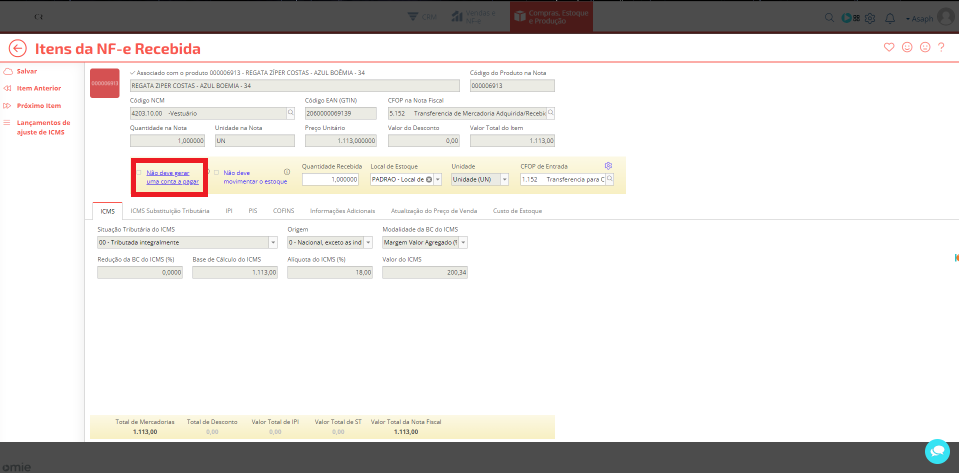 CRM
Vendas e
NF-e
Compras, Estoque
e Produção
Asaph
Itens da NF-e Recebida
Salvar
Item Anterior
Próximo Item
Lançamentos de
ajuste de ICMS
000006913
Associado com o produto 000006913 - REGATA ZÍPER COSTAS - AZUL BOÊMIA - 34
Código do Produto na Nota
REGATA ZIPER COSTAS - AZUL BOEMIA - 34
000006913
Código NCM
Código EAN (GTIN)
CFOP na Nota Fiscal
4203.10.00 -Vestuário
2060000069139
5.152 Transferencia de Mercadoria Adquirida/Recebi
Quantidade na Nota
Unidade na Nota
Preço Unitário
Valor do Desconto
Valor Total do Item
1,000000
UN
1.113,000000
0,00
1.113,00
Não deve gerar
uma conta a pagar
Não deve
movimentar o estoque
Quantidade Recebida
Local de Estoque
Unidade
CFOP de Entrada
1,000000
PADRAO - Local de
Unidade (UN)
1.152 Transferencia para C
ICMS
ICMS Substituição Tributária
IPI
PIS
COFINS
Informações Adicionais
Atualização do Preço de Venda
Custo de Estoque
Situação Tributária do ICMS
Origem
Modalidade da BC do ICMS
00 - Tributada integralmente
0 - Nacional, exceto as ind
Margem Valor Agregado (%
Redução da BC do ICMS (%)
Base de Cálculo do ICMS
Alíquota do ICMS (%)
Valor do ICMS
0,0000
1.113,00
18,00
200,34
Total de Mercadorias
Total de Desconto
Valor Total de IPI
Valor Total de ST
Valor Total da Nota Fiscal
1.113,00
0,00
0,00
0,00
1.113,00
omie